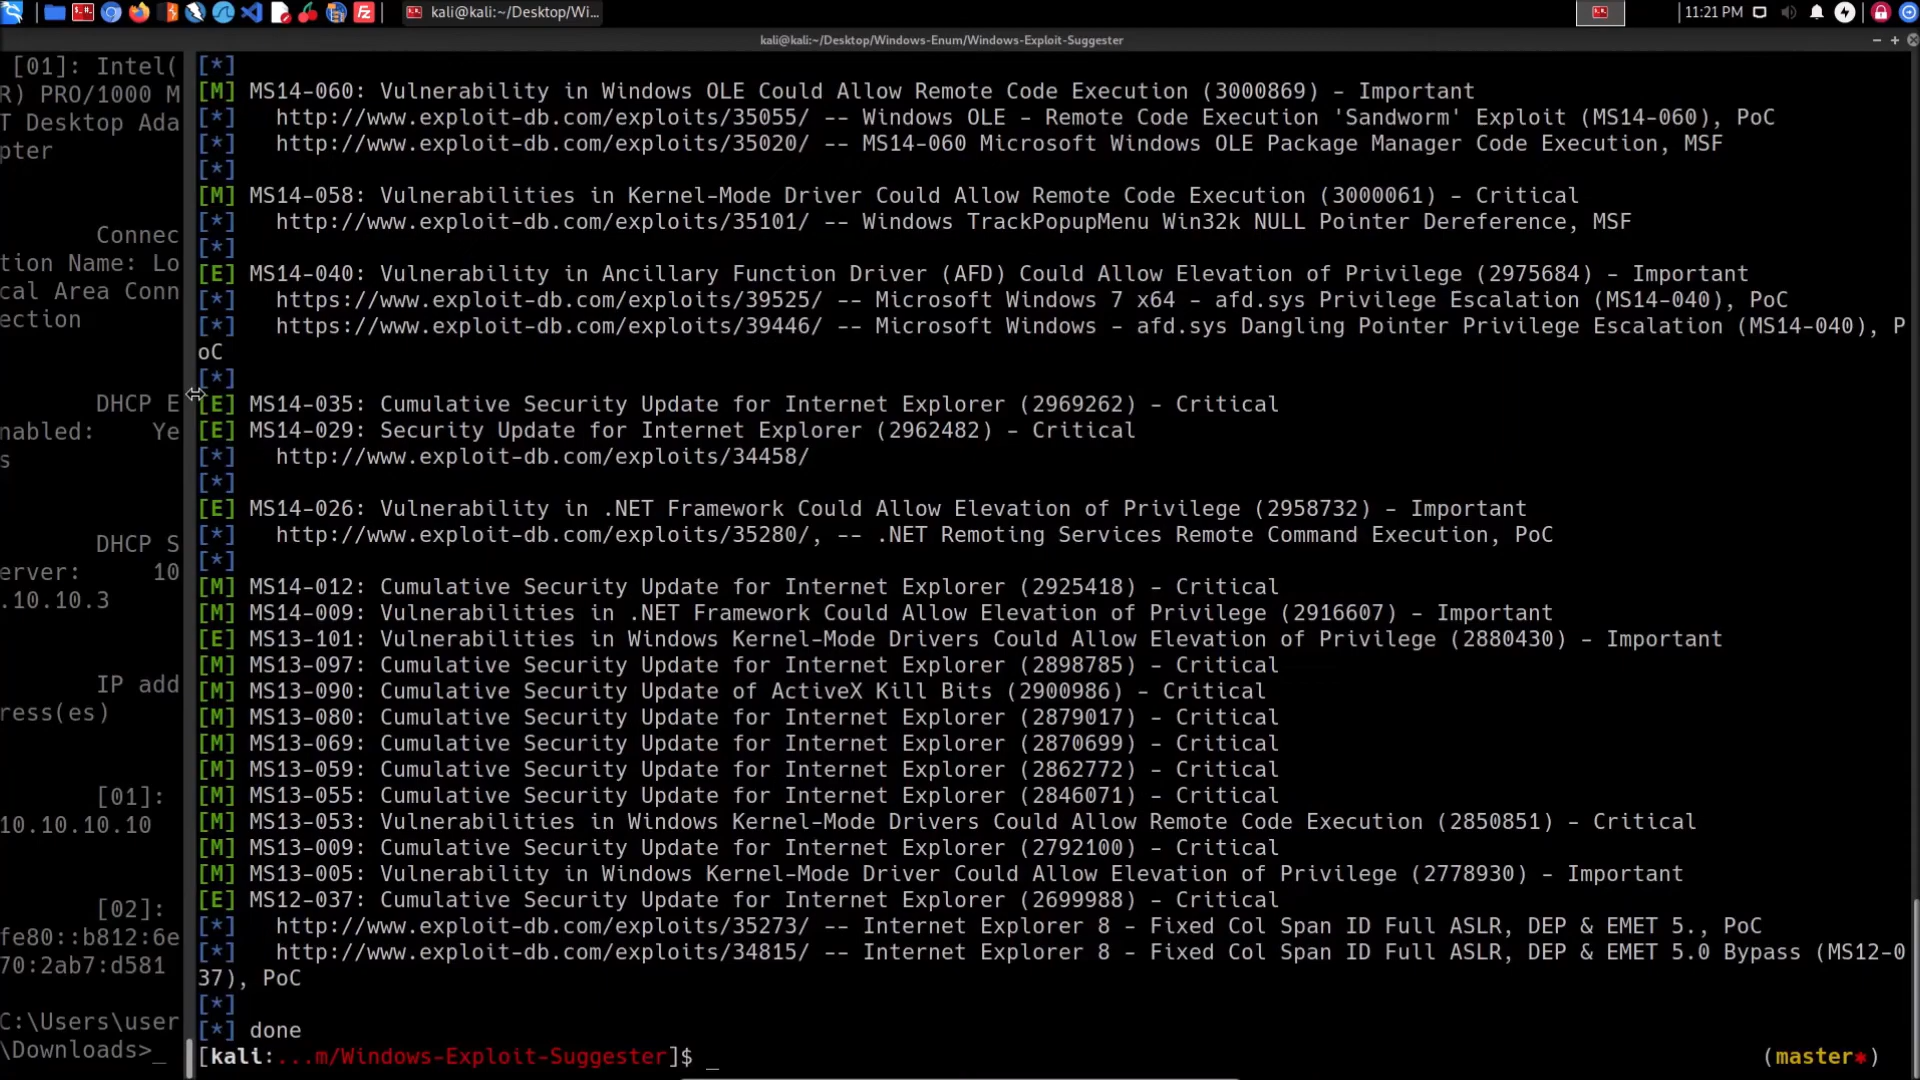 kali@kali:~/Desktop/Wi...
11:21 PM
kali@kali:~/Desktop/Windows-Enum/Windows-Exploit-Suggester
[01]: Intel(
R) PRO/1000 M
T Desktop Ada
pter
Connec
tion Name: Lo
cal Area Conn
ection
DHCP E
nabled:    Ye
s
DHCP S
erver:     10
.10.10.3
IP add
ress(es)
[01]:
10.10.10.10
[02]:
fe80::b812:6e
70:2ab7:d581
C:\Users\user
\Downloads>_
[*]
[M] MS14-060: Vulnerability in Windows OLE Could Allow Remote Code Execution (3000869) - Important
[*]   http://www.exploit-db.com/exploits/35055/ -- Windows OLE - Remote Code Execution 'Sandworm' Exploit (MS14-060), PoC
[*]   http://www.exploit-db.com/exploits/35020/ -- MS14-060 Microsoft Windows OLE Package Manager Code Execution, MSF
[*]
[M] MS14-058: Vulnerabilities in Kernel-Mode Driver Could Allow Remote Code Execution (3000061) - Critical
[*]   http://www.exploit-db.com/exploits/35101/ -- Windows TrackPopupMenu Win32k NULL Pointer Dereference, MSF
[*]
[E] MS14-040: Vulnerability in Ancillary Function Driver (AFD) Could Allow Elevation of Privilege (2975684) - Important
[*]   https://www.exploit-db.com/exploits/39525/ -- Microsoft Windows 7 x64 - afd.sys Privilege Escalation (MS14-040), PoC
[*]   https://www.exploit-db.com/exploits/39446/ -- Microsoft Windows - afd.sys Dangling Pointer Privilege Escalation (MS14-040), P
oC
[*]
[E] MS14-035: Cumulative Security Update for Internet Explorer (2969262) - Critical
[E] MS14-029: Security Update for Internet Explorer (2962482) - Critical
[*]   http://www.exploit-db.com/exploits/34458/
[*]
[E] MS14-026: Vulnerability in .NET Framework Could Allow Elevation of Privilege (2958732) - Important
[*]   http://www.exploit-db.com/exploits/35280/, -- .NET Remoting Services Remote Command Execution, PoC
[*]
[M] MS14-012: Cumulative Security Update for Internet Explorer (2925418) - Critical
[M] MS14-009: Vulnerabilities in .NET Framework Could Allow Elevation of Privilege (2916607) - Important
[E] MS13-101: Vulnerabilities in Windows Kernel-Mode Drivers Could Allow Elevation of Privilege (2880430) - Important
[M] MS13-097: Cumulative Security Update for Internet Explorer (2898785) - Critical
[M] MS13-090: Cumulative Security Update of ActiveX Kill Bits (2900986) - Critical
[M] MS13-080: Cumulative Security Update for Internet Explorer (2879017) - Critical
[M] MS13-069: Cumulative Security Update for Internet Explorer (2870699) - Critical
[M] MS13-059: Cumulative Security Update for Internet Explorer (2862772) - Critical
[M] MS13-055: Cumulative Security Update for Internet Explorer (2846071) - Critical
[M] MS13-053: Vulnerabilities in Windows Kernel-Mode Drivers Could Allow Remote Code Execution (2850851) - Critical
[M] MS13-009: Cumulative Security Update for Internet Explorer (2792100) - Critical
[M] MS13-005: Vulnerability in Windows Kernel-Mode Driver Could Allow Elevation of Privilege (2778930) - Important
[E] MS12-037: Cumulative Security Update for Internet Explorer (2699988) - Critical
[*]   http://www.exploit-db.com/exploits/35273/ -- Internet Explorer 8 - Fixed Col Span ID Full ASLR, DEP & EMET 5., PoC
[*]   http://www.exploit-db.com/exploits/34815/ -- Internet Explorer 8 - Fixed Col Span ID Full ASLR, DEP & EMET 5.0 Bypass (MS12-0
37), PoC
[*]
[*] done
[kali:...m/Windows-Exploit-Suggester]$ _ (master*)